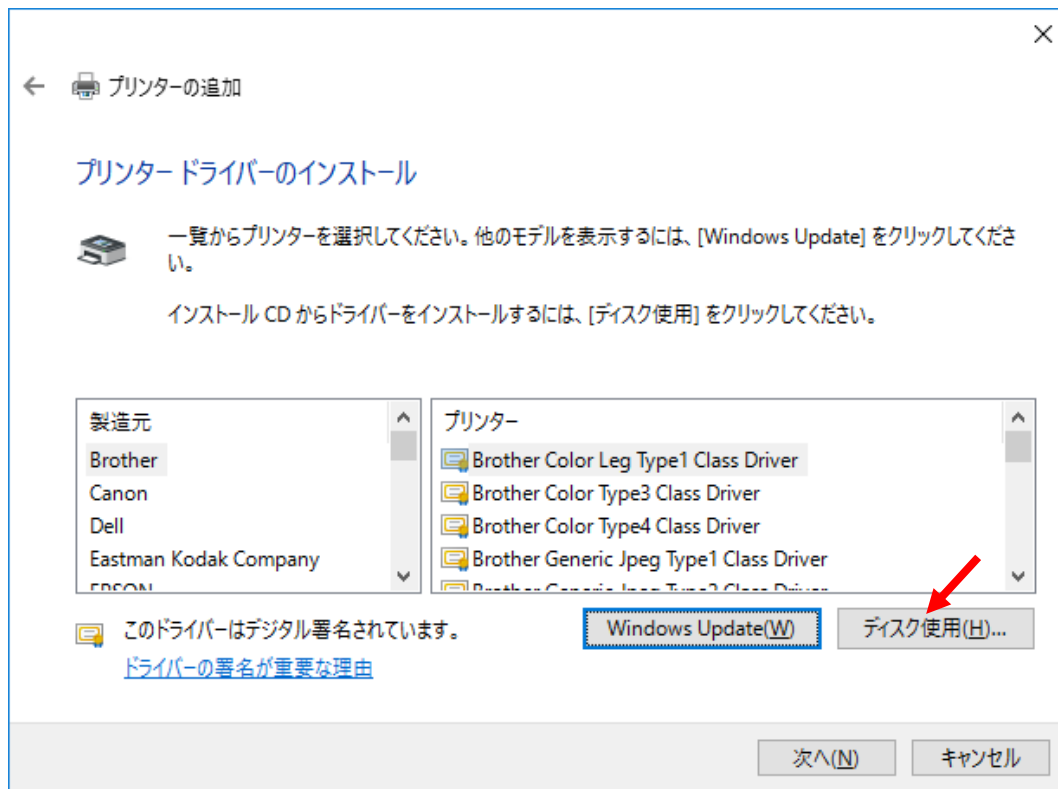 プリンターの追加
プリンター ドライバーのインストール
一覧からプリンターを選択してください。他のモデルを表示するには、[Windows Update] をクリックしてくださ
い。
インストール CD からドライバーをインストールするには、[ディスク使用] をクリックしてください。
製造元
Brother
Canon
Dell
Eastman Kodak Company
EPSON
プリンター
Brother Color Leg Type1 Class Driver
Brother Color Type3 Class Driver
Brother Color Type4 Class Driver
Brother Generic Jpeg Type1 Class Driver
Brother Generic Jpeg Type2 Class Driver
このドライバーはデジタル署名されています。
ドライバーの署名が重要な理由
Windows Update(W)
ディスク使用(H)...
次へ(N)
キャンセル